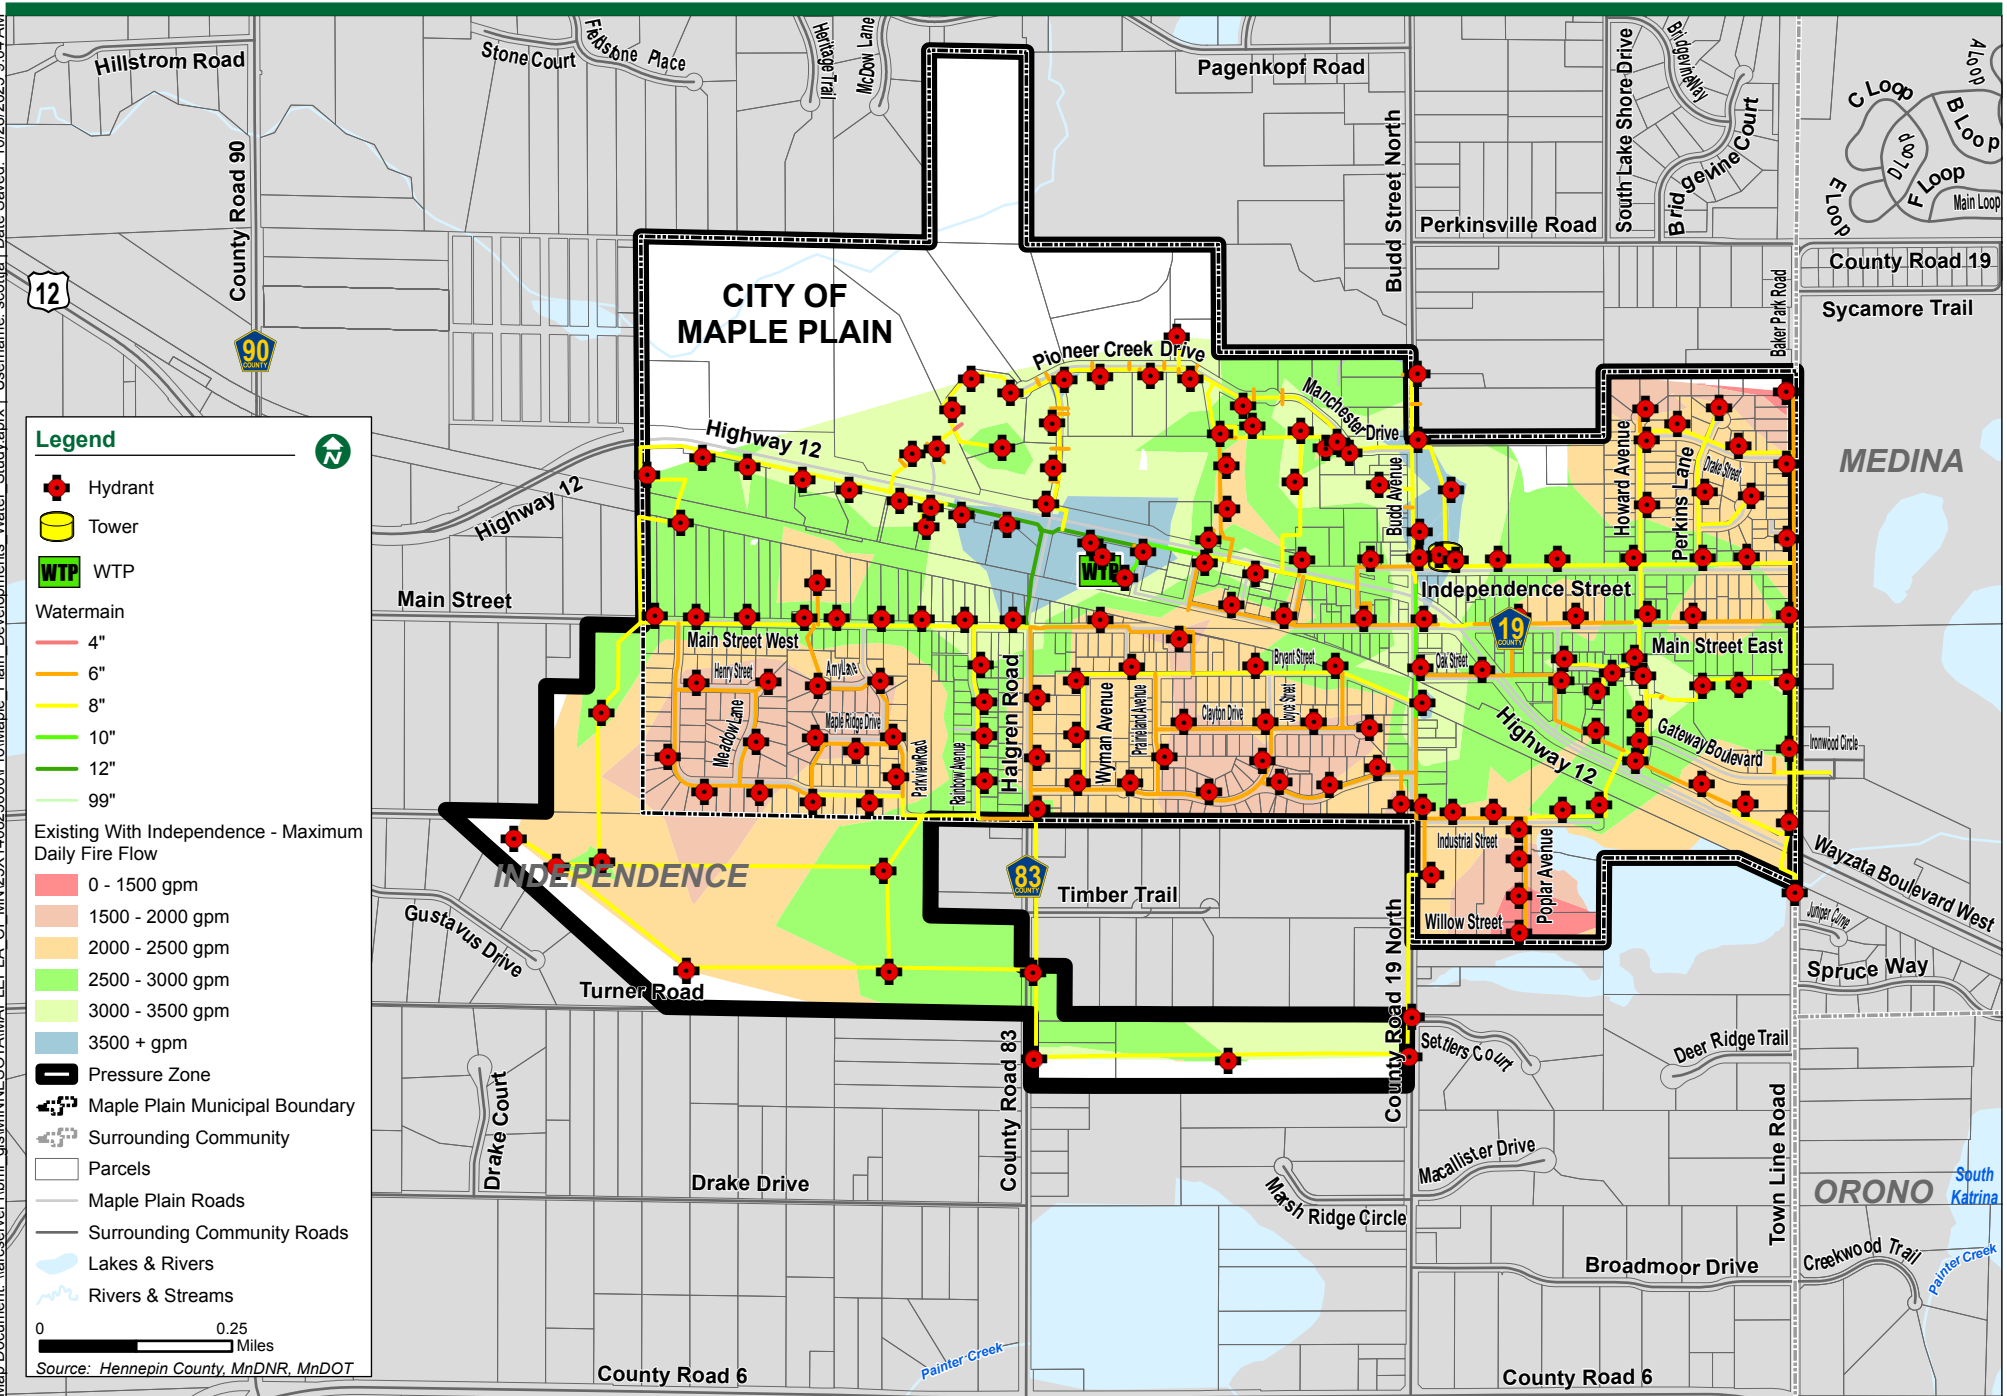 Hillstrom Road
Stone Court
Fieldstone Place
Heritage Trail
McDow Lane
Pagenkopf Road
South Lake Shore Drive
Bridgevine Way
Bridgevine Court
A Loop
C Loop
B Loop
D Loop
F Loop
E Loop
Main Loop
County Road 90
Budd Street North
Perkinsville Road
Baker Park Road
County Road 19
Sycamore Trail
12
90
COUNTY
CITY OF
MAPLE PLAIN
Pioneer Creek Drive
Manchester Drive
Highway 12
Highway 12
Budd Avenue
Howard Avenue
Perkins Lane
Drake Street
MEDINA
Legend
N
Hydrant
Tower
WTP
WTP
Watermain
4"
6"
8"
10"
12"
99"
Existing With Independence - Maximum
Daily Fire Flow
0 - 1500 gpm
1500 - 2000 gpm
2000 - 2500 gpm
2500 - 3000 gpm
3000 - 3500 gpm
3500 + gpm
Pressure Zone
Maple Plain Municipal Boundary
Surrounding Community
Parcels
Maple Plain Roads
Surrounding Community Roads
Lakes & Rivers
Rivers & Streams
0
0.25
Miles
Source: Hennepin County, MnDNR, MnDOT
WTP
Main Street
Independence Street
19
COUNTY
Main Street West
Main Street East
Henry Street
Amy Lane
Bryant Street
Oak Street
Meadow Lane
Maple Ridge Drive
Parkview Road
Rainbow Avenue
Halgren Road
Wyman Avenue
Prairieland Avenue
Clayton Drive
Joyce Street
Highway 12
Gateway Boulevard
Ironwood Circle
Industrial Street
Poplar Avenue
Willow Street
Wayzata Boulevard West
Juniper Curve
Spruce Way
INDEPENDENCE
83
COUNTY
Timber Trail
Gustavus Drive
Turner Road
County Road 19 North
Settlers Court
Deer Ridge Trail
Drake Court
County Road 83
Town Line Road
Drake Drive
Macallister Drive
Marsh Ridge Circle
ORONO
South
Katrina
Broadmoor Drive
Creekwood Trail
Painter Creek
Painter Creek
County Road 6
County Road 6